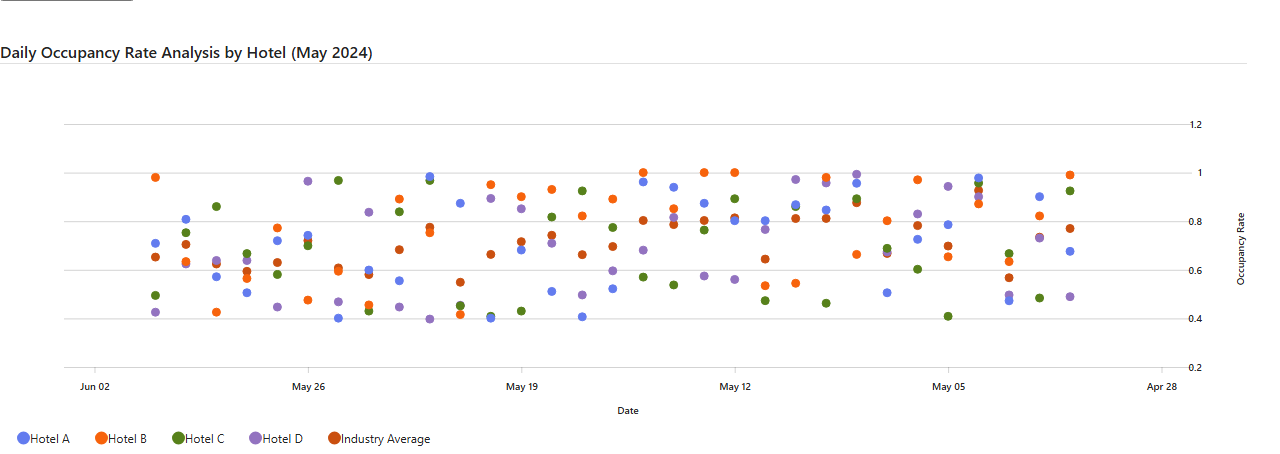 Daily Occupancy Rate Analysis by Hotel (May 2024)
1.2
1
0.8
0.6
0.4
0.2
Occupancy Rate
Jun 02 May 26 May 19 May 12 May 05 Apr 28
Date
Hotel A Hotel B Hotel C Hotel D Industry Average